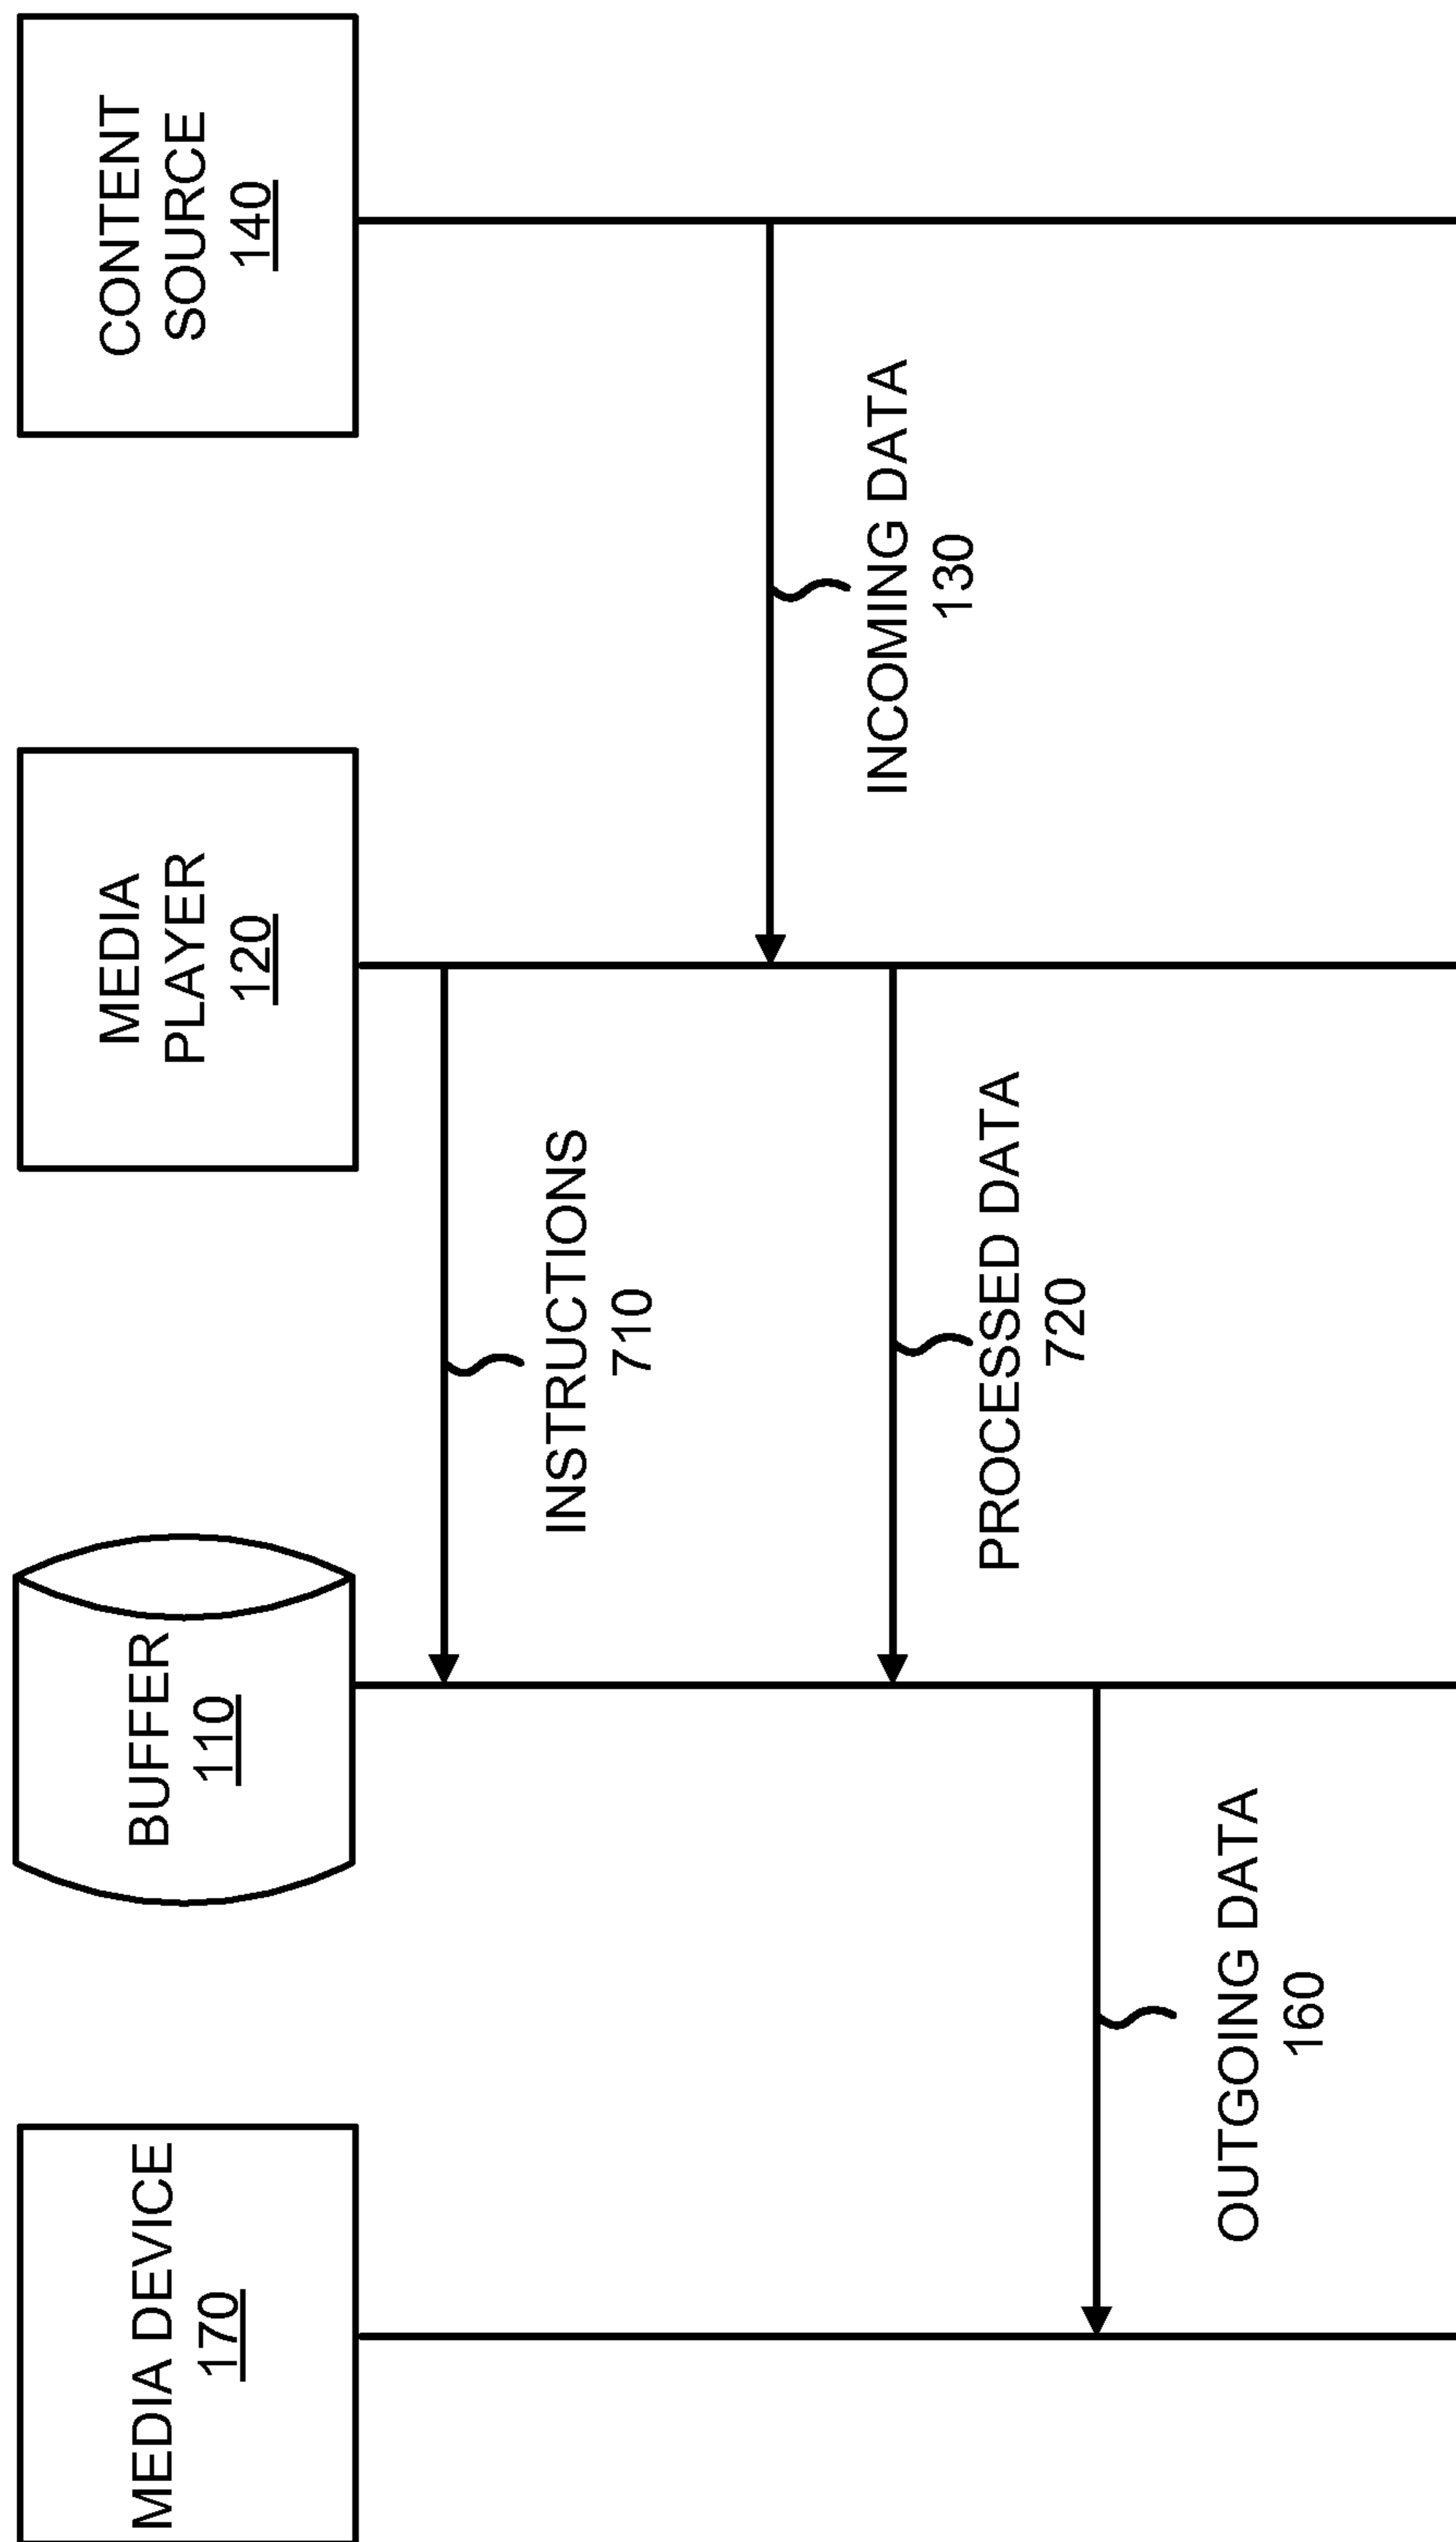 MEDIA DEVICE
170
BUFFER
110
MEDIA
PLAYER
120
CONTENT
SOURCE
140
INSTRUCTIONS
710
INCOMING DATA
130
PROCESSED DATA
720
OUTGOING DATA
160